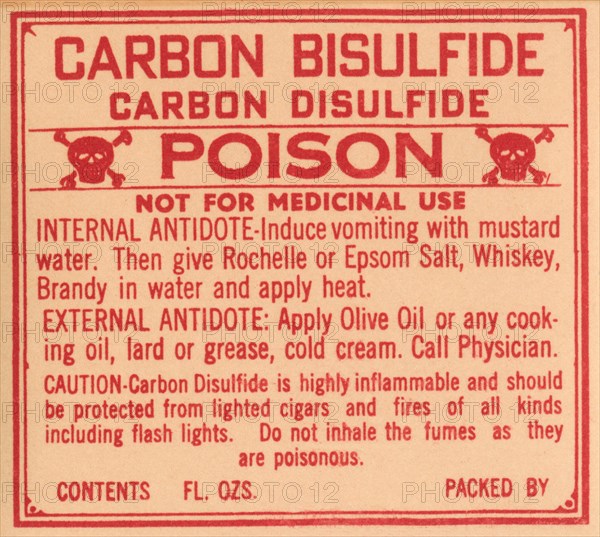 CARBON BISULFIDE
CARBON DISULFIDE
POISON
NOT FOR MEDICINAL USE
INTERNAL ANTIDOTE-Induce vomiting with mustard
water. Then give Rochelle or Epsom Salt, Whiskey,
Brandy in water and apply heat.
EXTERNAL ANTIDOTE: Apply Olive Oil or any cook-
ing oil, lard or grease, cold cream. Call Physician.
CAUTION-Carbon Disulfide is highly inflammable and should
be protected from lighted cigars and fires of all kinds
including flash lights. Do not inhale the fumes as they
are poisonous.
CONTENTS FL. OZS. PACKED BY